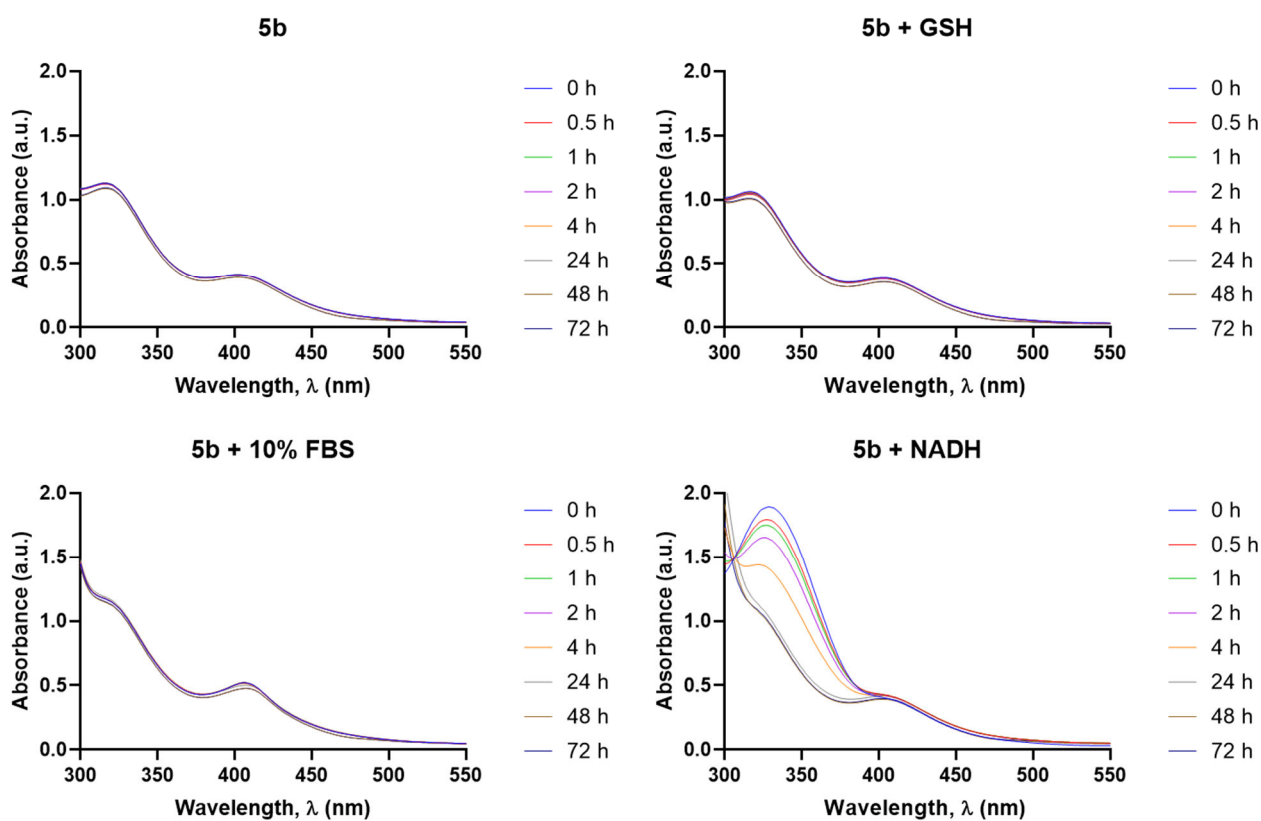 5b
2.0
1.5
1.0
0.5
0.0
300 350 400 450 500 550
Absorbance (a.u.)
Wavelength, λ (nm)
0 h
0.5 h
1 h
2 h
4 h
24 h
48 h
72 h
5b + GSH
2.0
1.5
1.0
0.5
0.0
300 350 400 450 500 550
Absorbance (a.u.)
Wavelength, λ (nm)
0 h
0.5 h
1 h
2 h
4 h
24 h
48 h
72 h
5b + 10% FBS
2.0
1.5
1.0
0.5
0.0
300 350 400 450 500 550
Absorbance (a.u.)
Wavelength, λ (nm)
0 h
0.5 h
1 h
2 h
4 h
24 h
48 h
72 h
5b + NADH
2.0
1.5
1.0
0.5
0.0
300 350 400 450 500 550
Absorbance (a.u.)
Wavelength, λ (nm)
0 h
0.5 h
1 h
2 h
4 h
24 h
48 h
72 h